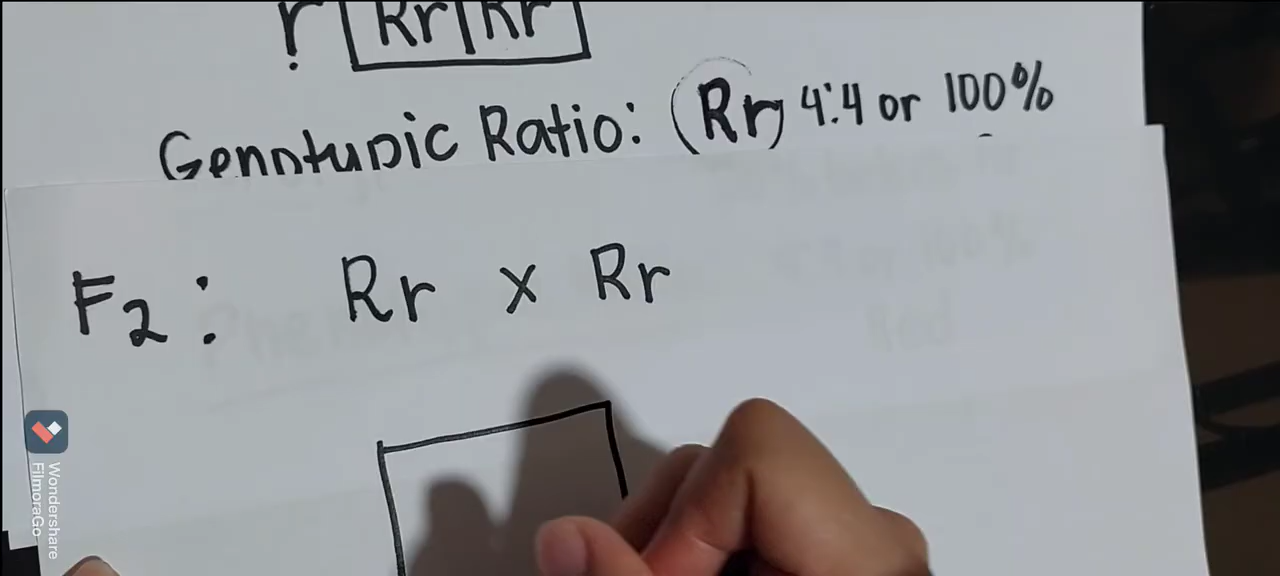 r Rr Rr
Genotypic Ratio: (Rr) 4:4 or 100%
F2: Rr x Rr
Wondershare
FilmoraGo